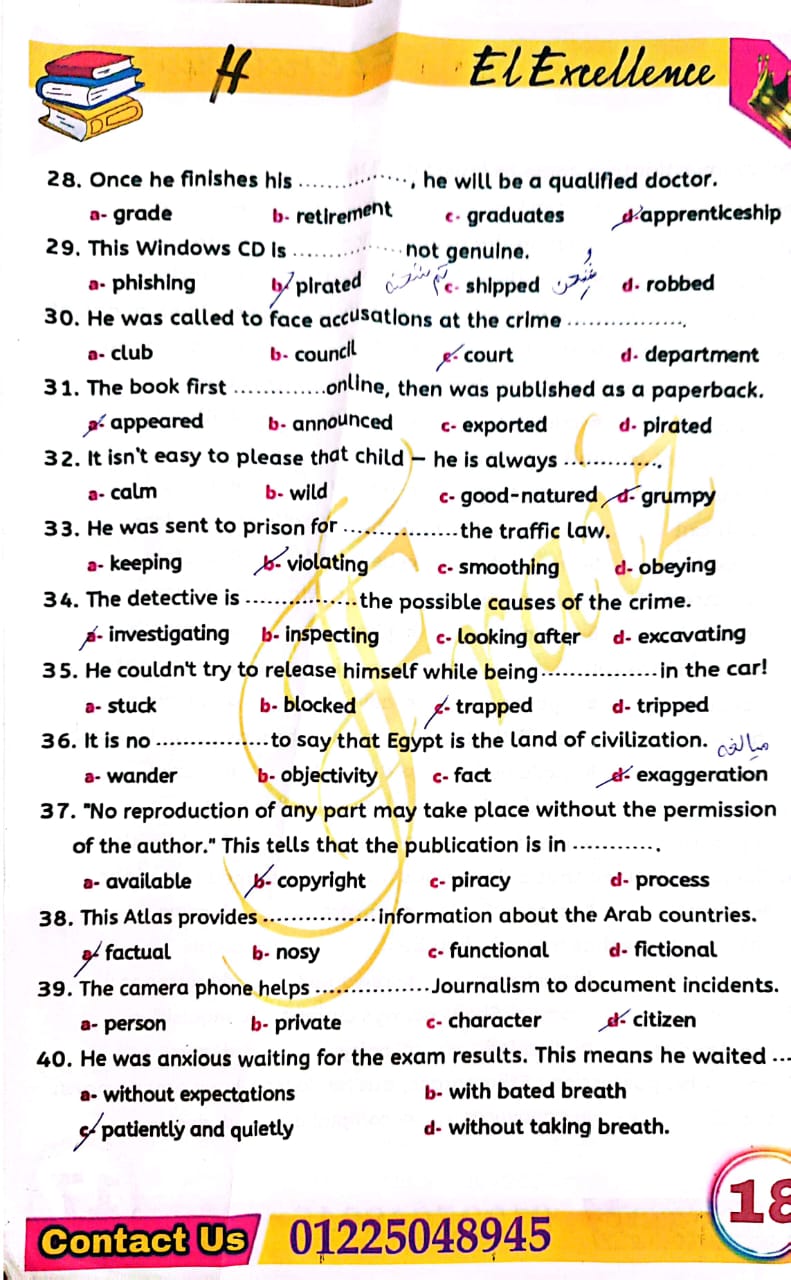 H
El Excellence
28. Once he finishes his ..............., he will be a qualified doctor.
a- grade b- retirement c- graduates d- apprenticeship
29. This Windows CD is ............... not genuine.
a- phishing b- pirated c- shipped d- robbed
30. He was called to face accusations at the crime ................
a- club b- council c- court d- department
31. The book first .............online, then was published as a paperback.
a- appeared b- announced c- exported d- pirated
32. It isn't easy to please that child – he is always .............
a- calm b- wild c- good-natured d- grumpy
33. He was sent to prison for ................the traffic law.
a- keeping b- violating c- smoothing d- obeying
34. The detective is ................the possible causes of the crime.
a- investigating b- inspecting c- looking after d- excavating
35. He couldn't try to release himself while being................in the car!
a- stuck b- blocked c- trapped d- tripped
36. It is no ................to say that Egypt is the land of civilization. مبالغة
a- wander b- objectivity c- fact d- exaggeration
37. "No reproduction of any part may take place without the permission
of the author." This tells that the publication is in ............
a- available b- copyright c- piracy d- process
38. This Atlas provides................information about the Arab countries.
a- factual b- nosy c- functional d- fictional
39. The camera phone helps ................Journalism to document incidents.
a- person b- private c- character d- citizen
40. He was anxious waiting for the exam results. This means he waited ...
a- without expectations b- with bated breath
c- patiently and quietly d- without taking breath.
Fraiz
18
Contact Us 01225048945